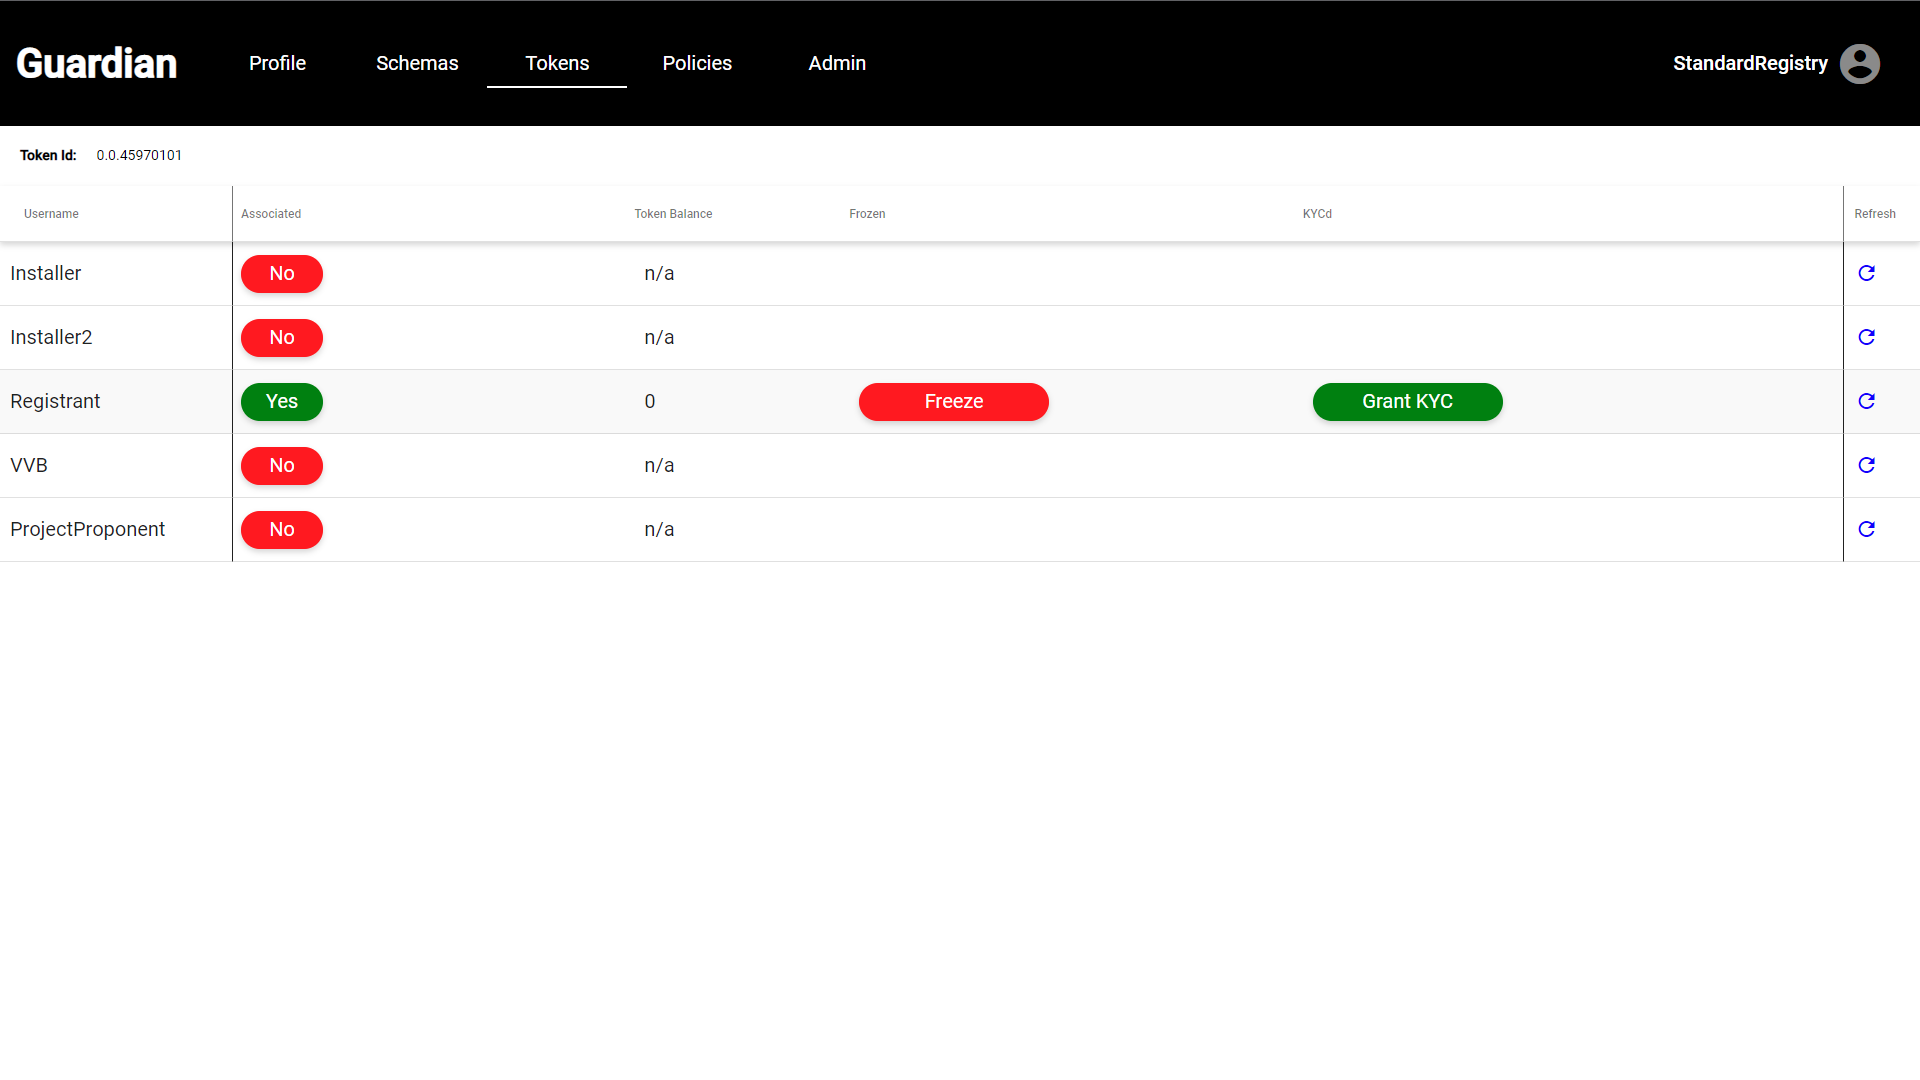 Guardian Profile Schemas Tokens Policies Admin StandardRegistry
Token Id: 0.0.45970101
Username Associated Token Balance Frozen KYCd Refresh
Installer No n/a
Installer2 No n/a
Registrant Yes 0 Freeze Grant KYC
VVB No n/a
ProjectProponent No n/a